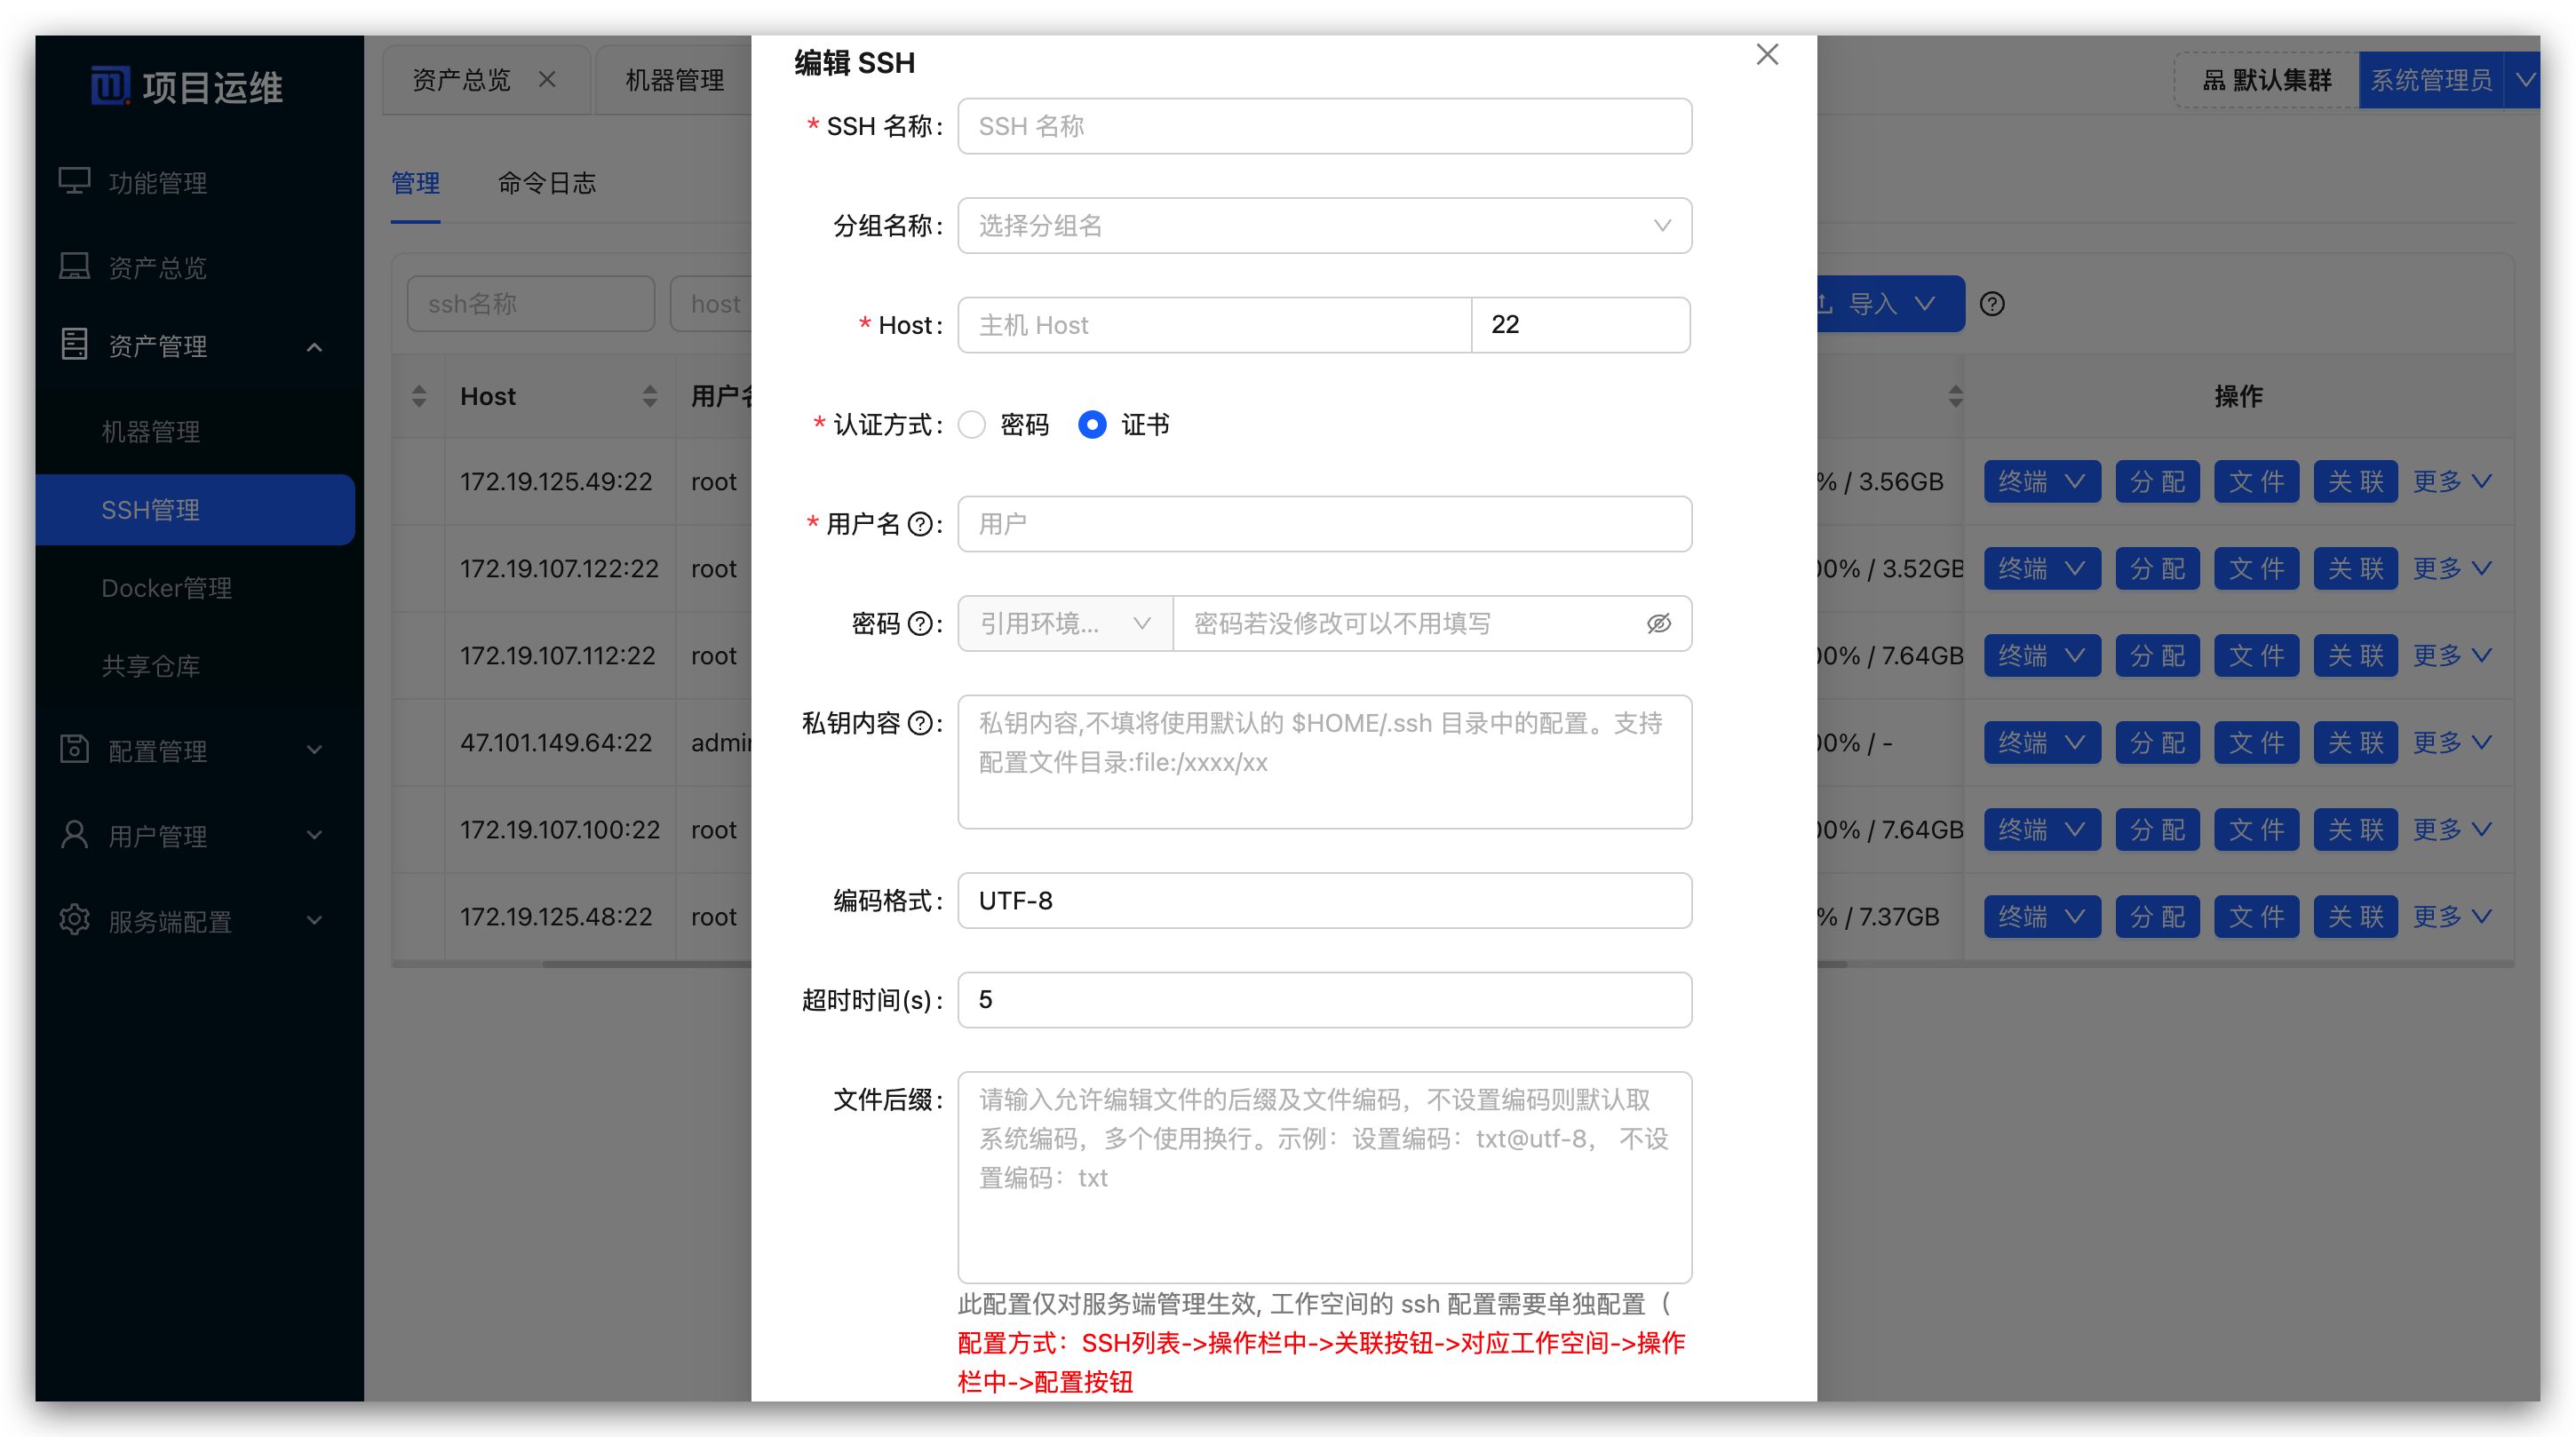 项目运维
功能管理
资产总览
资产管理
机器管理
SSH管理
Docker管理
共享仓库
配置管理
用户管理
服务端配置
资产总览
机器管理
默认集群
系统管理员
管理
命令日志
ssh名称
host
导入
Host
操作
172.19.125.49:22 root
% / 3.56GB 终端 分配 文件 关联 更多
172.19.107.122:22 root
0% / 3.52GB 终端 分配 文件 关联 更多
172.19.107.112:22 root
0% / 7.64GB 终端 分配 文件 关联 更多
47.101.149.64:22
0% / - 终端 分配 文件 关联 更多
172.19.107.100:22 root
0% / 7.64GB 终端 分配 文件 关联 更多
172.19.125.48:22 root
% / 7.37GB 终端 分配 文件 关联 更多
编辑 SSH
* SSH 名称: SSH 名称
分组名称: 选择分组名
* Host: 主机 Host 22
* 认证方式: 密码 证书
* 用户名: 用户
密码: 引用环境... 密码若没修改可以不用填写
私钥内容: 私钥内容,不填将使用默认的 $HOME/.ssh 目录中的配置。支持
配置文件目录:file:/xxxx/xx
编码格式: UTF-8
超时时间(s): 5
文件后缀: 请输入允许编辑文件的后缀及文件编码，不设置编码则默认取
系统编码，多个使用换行。示例：设置编码：txt@utf-8， 不设
置编码：txt
此配置仅对服务端管理生效, 工作空间的 ssh 配置需要单独配置（
配置方式：SSH列表->操作栏中->关联按钮->对应工作空间->操作
栏中->配置按钮